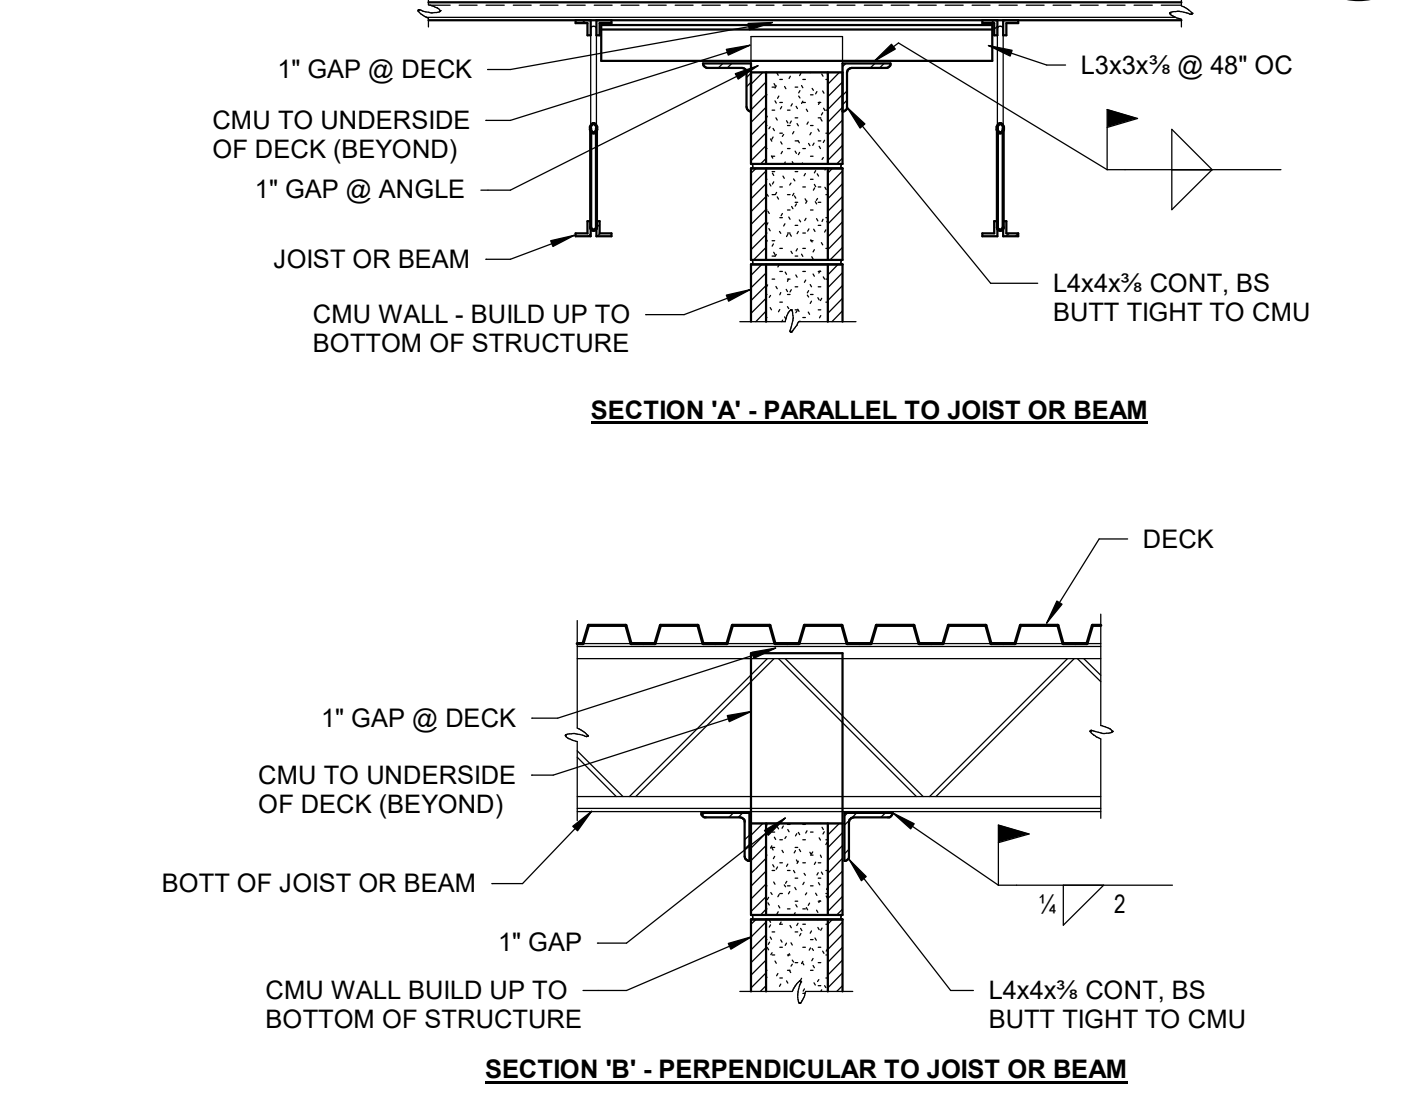 1" GAP @ DECK
L3x3x⅜ @ 48" OC
CMU TO UNDERSIDE
OF DECK (BEYOND)
1" GAP @ ANGLE
JOIST OR BEAM
L4x4x⅜ CONT, BS
BUTT TIGHT TO CMU
CMU WALL - BUILD UP TO
BOTTOM OF STRUCTURE
SECTION 'A' - PARALLEL TO JOIST OR BEAM
DECK
1" GAP @ DECK
CMU TO UNDERSIDE
OF DECK (BEYOND)
BOTT OF JOIST OR BEAM
¼ 2
1" GAP
CMU WALL BUILD UP TO
BOTTOM OF STRUCTURE
L4x4x⅜ CONT, BS
BUTT TIGHT TO CMU
SECTION 'B' - PERPENDICULAR TO JOIST OR BEAM